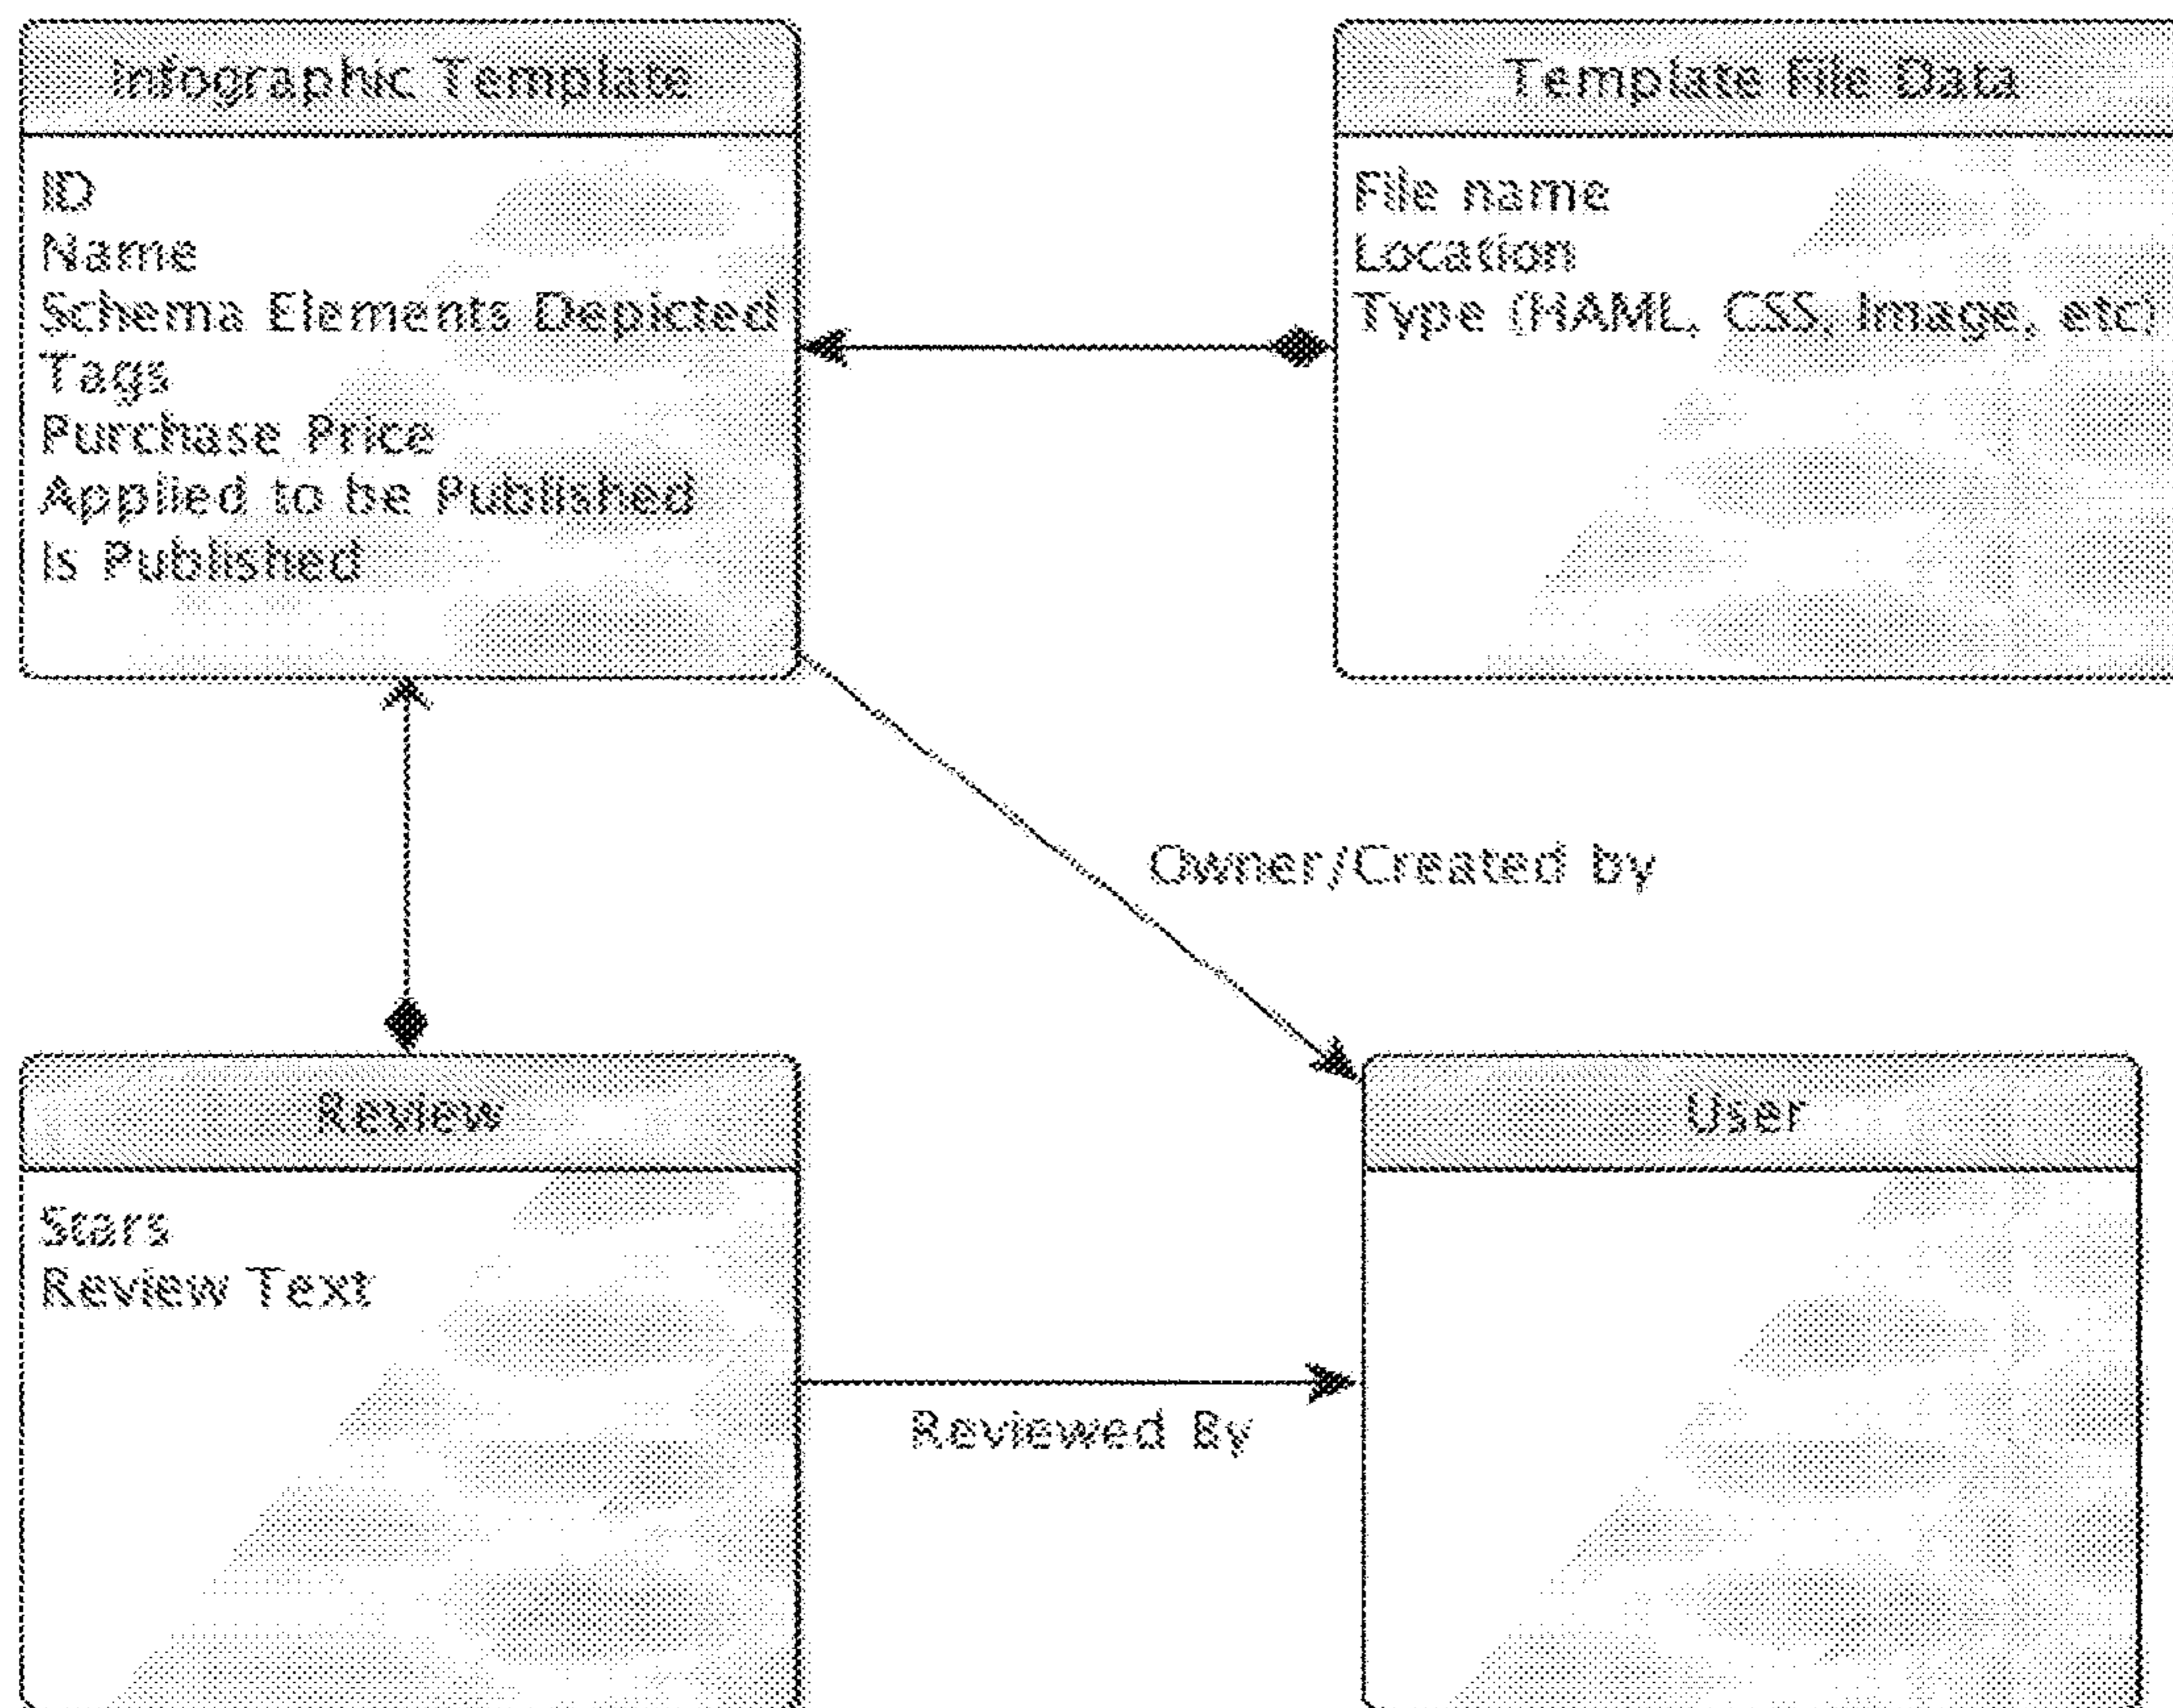 Infographic Template
ID
Name
Schema Elements Depicted
Tags
Purchase Price
Applied to be Published
Is Published
Template File Data
File name
Location
Type (HAML, CSS, Image, etc)
Owner/Created by
Review
Stars
Review Text
Reviewed By
User